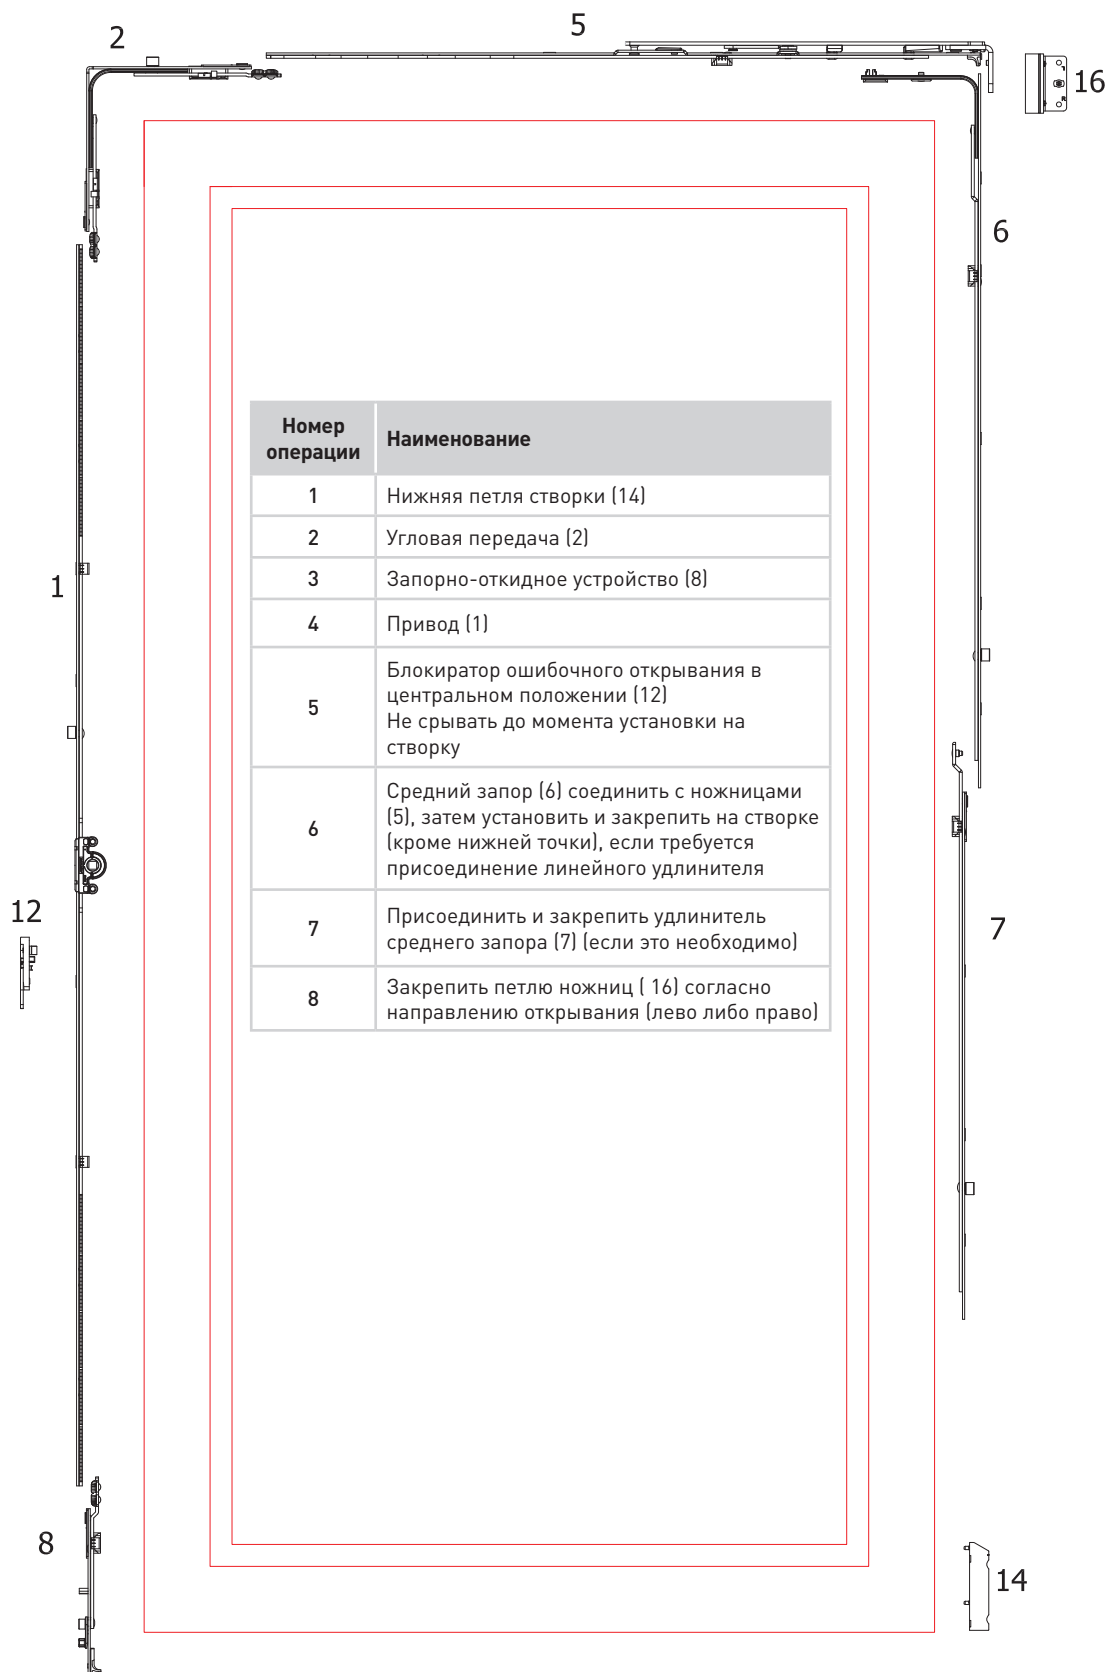 2
5
16
6
Номер
операции
Наименование
1
Нижняя петля створки (14)
2
Угловая передача (2)
3
Запорно-откидное устройство (8)
4
Привод (1)
5
Блокиратор ошибочного открывания в
центральном положении (12)
Не срывать до момента установки на
створку
6
Средний запор (6) соединить с ножницами
(5), затем установить и закрепить на створке
(кроме нижней точки), если требуется
присоединение линейного удлинителя
7
Присоединить и закрепить удлинитель
среднего запора (7) (если это необходимо)
8
Закрепить петлю ножниц ( 16) согласно
направлению открывания (лево либо право)
1
12
7
8
14